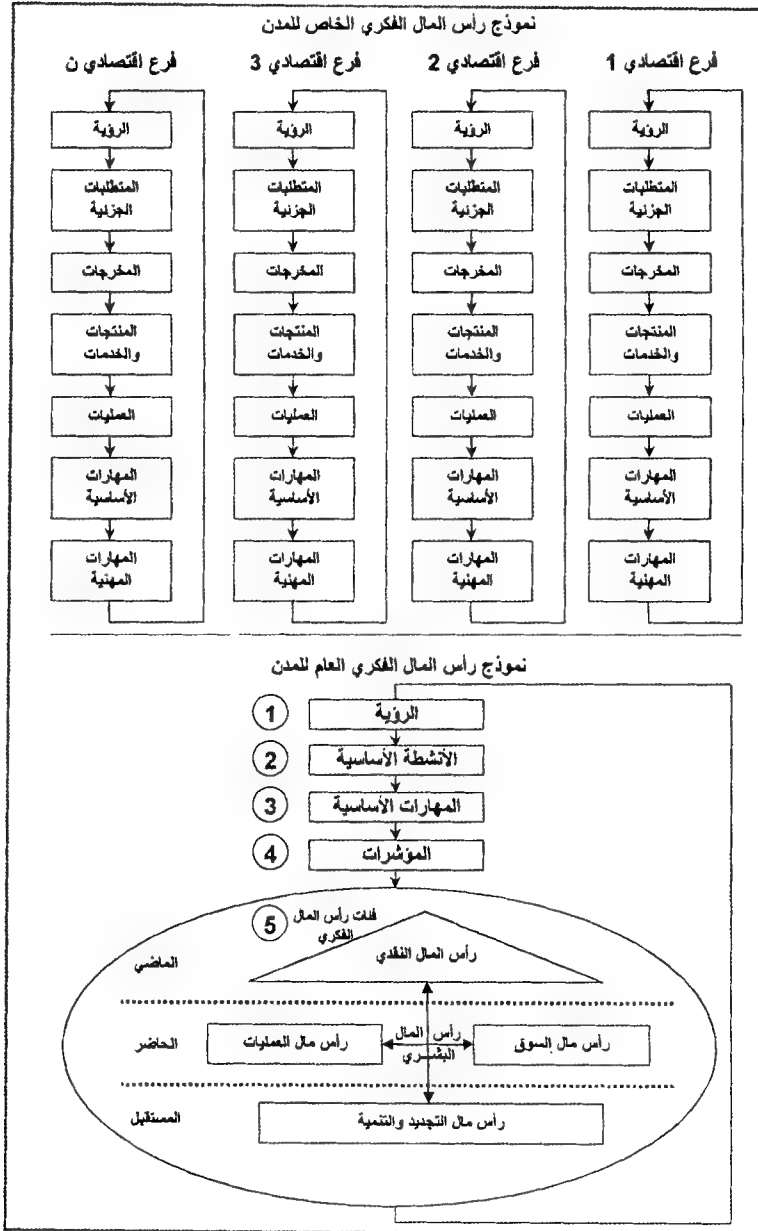 نموذج رأس المال الفكري الخاص للمدن
فرع اقتصادي 1
فرع اقتصادي 2
فرع اقتصادي 3
فرع اقتصادي ن
الرؤية
المتطلبات
الجزئية
المخرجات
المنتجات
والخدمات
العمليات
المهارات
الأساسية
المهارات
المهنية
الرؤية
المتطلبات
الجزئية
المخرجات
المنتجات
والخدمات
العمليات
المهارات
الأساسية
المهارات
المهنية
الرؤية
المتطلبات
الجزئية
المخرجات
المنتجات
والخدمات
العمليات
المهارات
الأساسية
المهارات
المهنية
الرؤية
المتطلبات
الجزئية
المخرجات
المنتجات
والخدمات
العمليات
المهارات
الأساسية
المهارات
المهنية
نموذج رأس المال الفكري العام للمدن
1 الرؤية
2 الأنشطة الأساسية
3 المهارات الأساسية
4 المؤشرات
5 فئات رأس المال
الفكري
رأس المال النقدي
الماضي
رأس مال السوق
رأس المال
البشري
رأس مال العمليات
الحاضر
رأس مال التجديد والتنمية
المستقبل